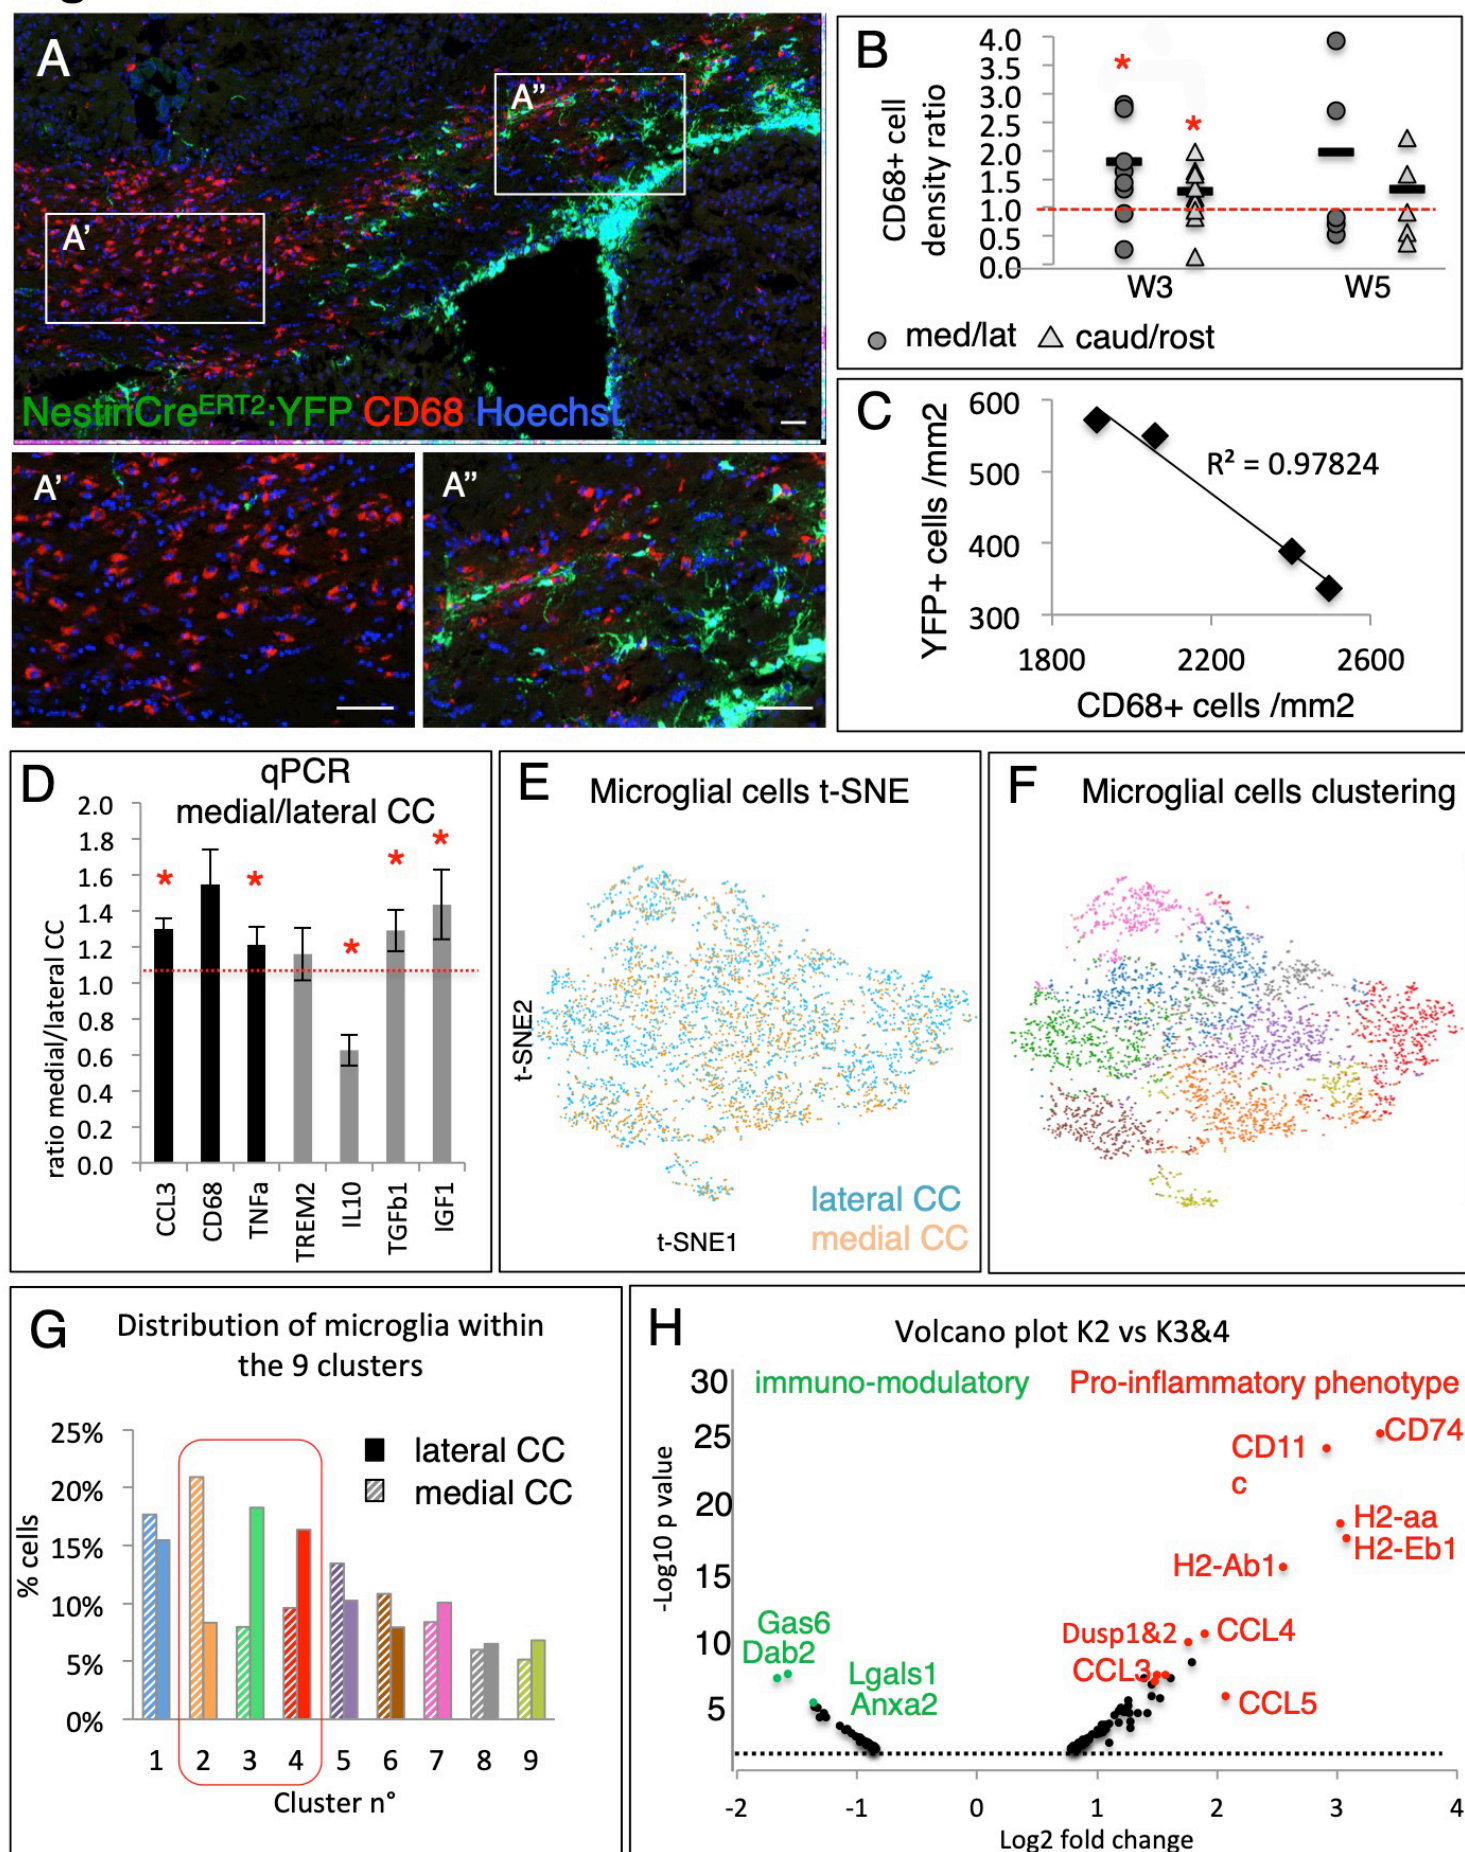 A
A"
A'
NestinCreERT2:YFP CD68 Hoechst
A'
A"
B
CD68+ cell
density ratio
4.0
3.5
3.0
2.5
2.0
1.5
1.0
0.5
0.0
*
*
W3
W5
med/lat
caud/rost
C
YFP+ cells /mm2
600
500
400
300
R² = 0.97824
1800
2200
2600
CD68+ cells /mm2
D
qPCR
medial/lateral CC
ratio medial/lateral CC
2.0
1.8
1.6
1.4
1.2
1.0
0.8
0.6
0.4
0.2
0.0
*
*
*
*
*
CCL3
CD68
TNFa
TREM2
IL10
TGFb1
IGF1
E
Microglial cells t-SNE
t-SNE2
t-SNE1
lateral CC
medial CC
F
Microglial cells clustering
G
Distribution of microglia within
the 9 clusters
% cells
25%
20%
15%
10%
5%
0%
lateral CC
medial CC
1
2
3
4
5
6
7
8
9
Cluster n°
H
Volcano plot K2 vs K3&4
immuno-modulatory
Pro-inflammatory phenotype
-Log10 p value
30
25
20
15
10
5
CD74
CD11
c
H2-aa
H2-Eb1
H2-Ab1
Gas6
Dab2
Lgals1
Anxa2
Dusp1&2
CCL4
CCL3
CCL5
-2
-1
0
1
2
3
4
Log2 fold change